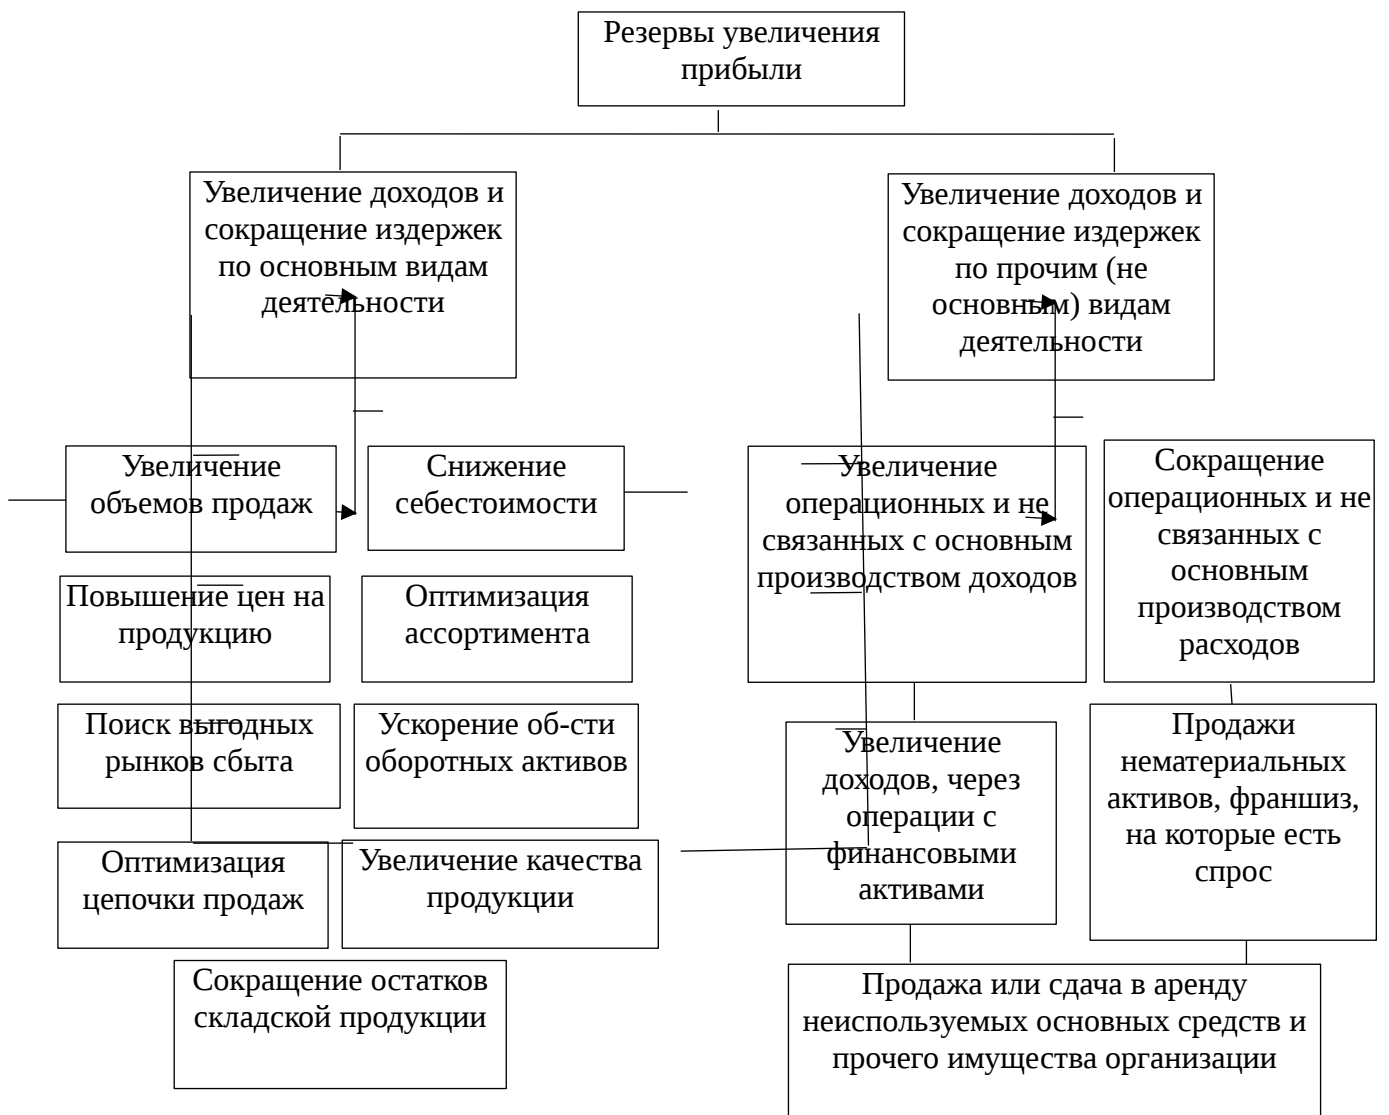 Резервы увеличения
прибыли
Увеличение доходов и
сокращение издержек
по основным видам
деятельности
Увеличение доходов и
сокращение издержек
по прочим (не
основным) видам
деятельности
Увеличение
объемов продаж
Снижение
себестоимости
Увеличение
операционных и не
связанных с основным
производством доходов
Сокращение
операционных и не
связанных с
основным
производством
расходов
Повышение цен на
продукцию
Оптимизация
ассортимента
Поиск выгодных
рынков сбыта
Ускорение об-сти
оборотных активов
Увеличение
доходов, через
операции с
финансовыми
активами
Продажи
нематериальных
активов, франшиз,
на которые есть
спрос
Оптимизация
цепочки продаж
Увеличение качества
продукции
Сокращение остатков
складской продукции
Продажа или сдача в аренду
неиспользуемых основных средств и
прочего имущества организации